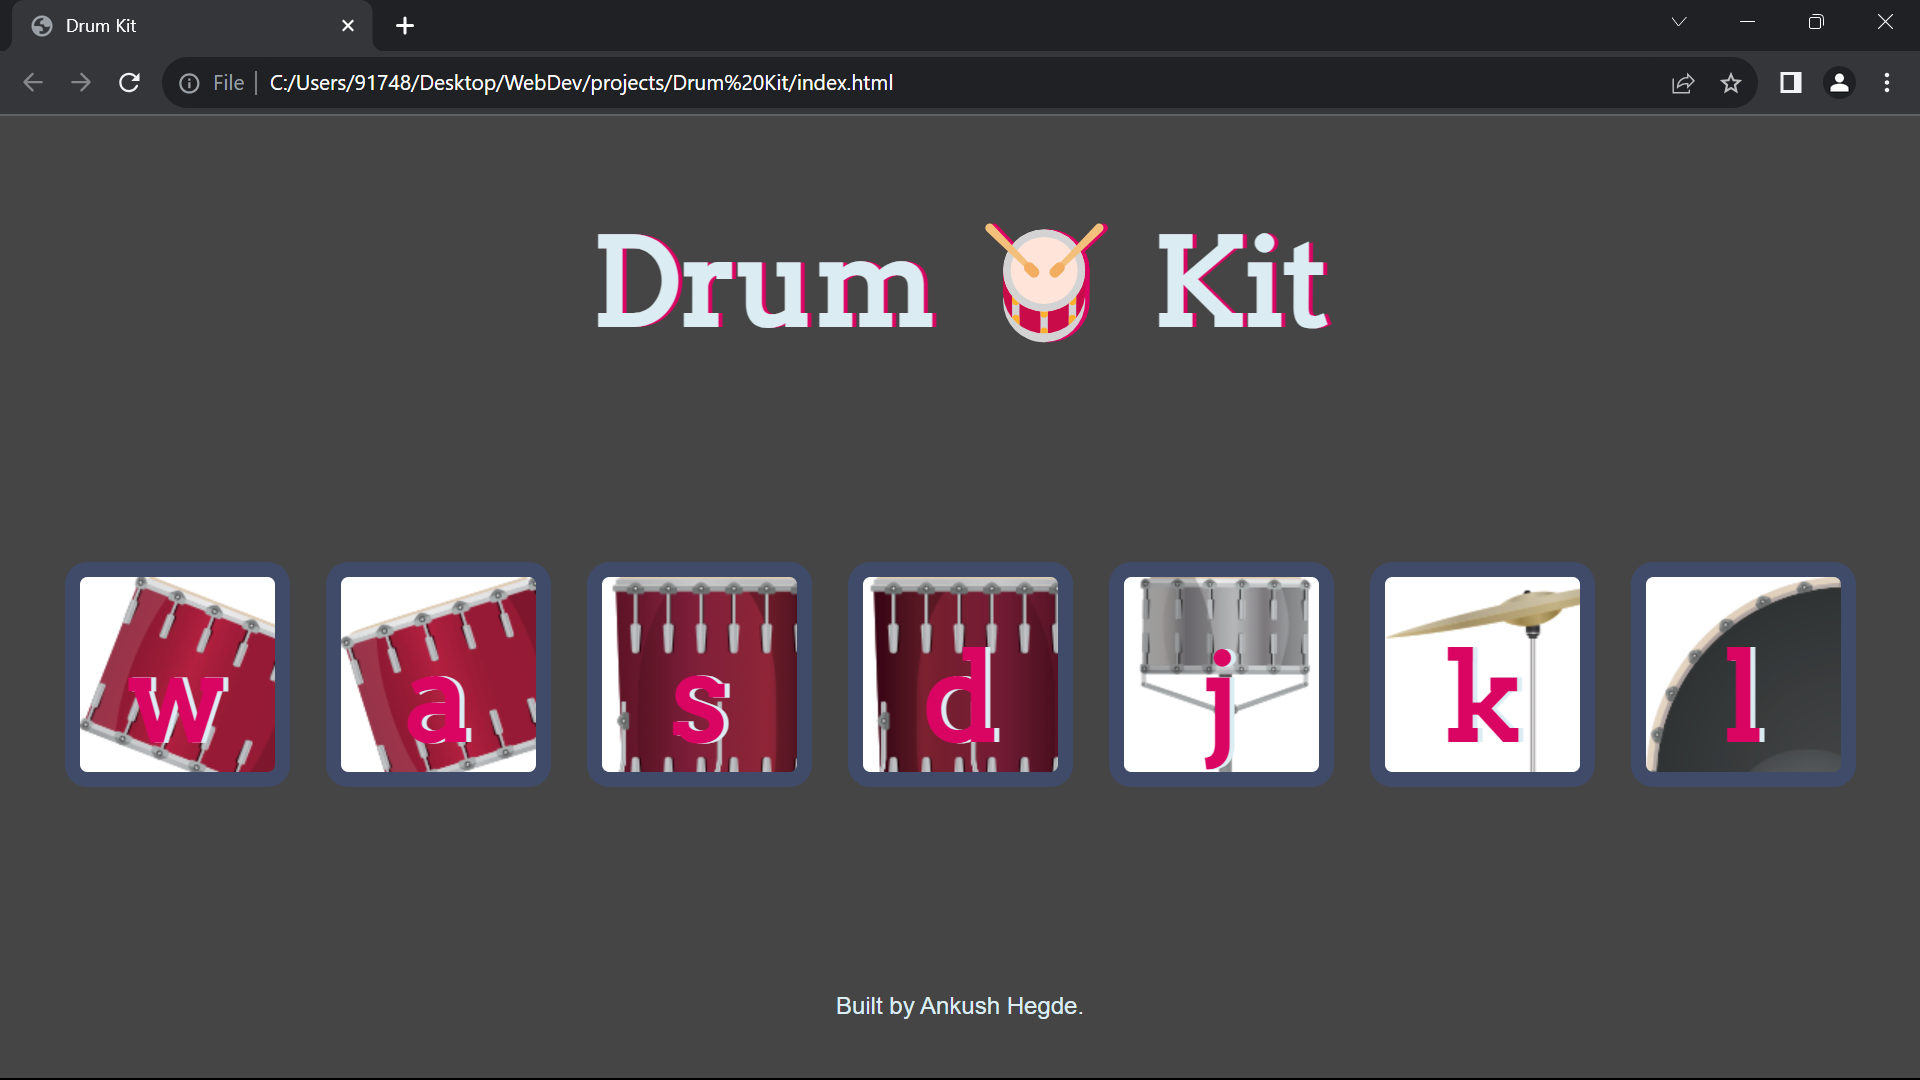 Drum Kit
File C:/Users/91748/Desktop/WebDev/projects/Drum%20Kit/index.html
Drum 🥁 Kit
w a s d j k l
Built by Ankush Hegde.